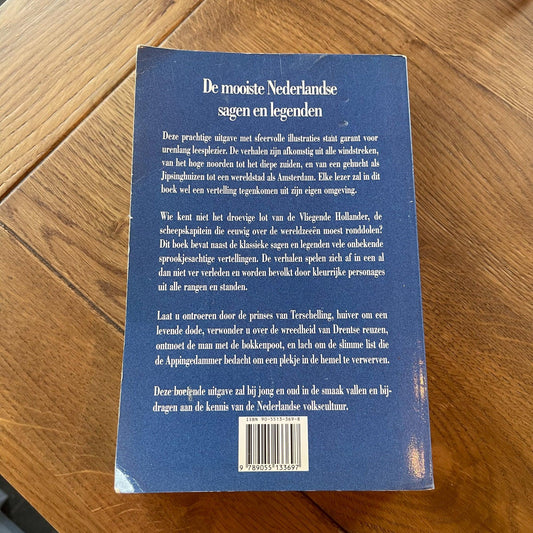 De mooiste Nederlandse
sagen en legenden
Deze prachtige uitgave met sfeervolle illustraties staat garant voor
urenlang leesplezier. De verhalen zijn afkomstig uit alle windstreken,
van het hoge noorden tot het diepe zuiden, en van een gehucht als
Jipsinghuizen tot een wereldstad als Amsterdam. Elke lezer zal in dit
boek wel een vertelling tegenkomen uit zijn eigen omgeving.
Wie kent niet het droevige lot van de Vliegende Hollander, de
scheepskapitein die eeuwig over de wereldzeeën moest ronddolen?
Dit boek bevat naast de klassieke sagen en legenden vele onbekende
sprookjesachtige vertellingen. De verhalen spelen zich af in een al
dan niet ver verleden en worden bevolkt door kleurrijke personages
uit alle rangen en standen.
Laat u ontroeren door de prinses van Terschelling, huiver om een
levende dode, verwonder u over de wreedheid van Drentse reuzen,
ontmoet de man met de bokkenpoot, en lach om de slimme list die
de Appingedammer bedacht om een plekje in de hemel te verwerven.
Deze boeiende uitgave zal bij jong en oud in de smaak vallen en bij-
dragen aan de kennis van de Nederlandse volkscultuur.
ISBN 90-5513-369-8
9 789055 133697